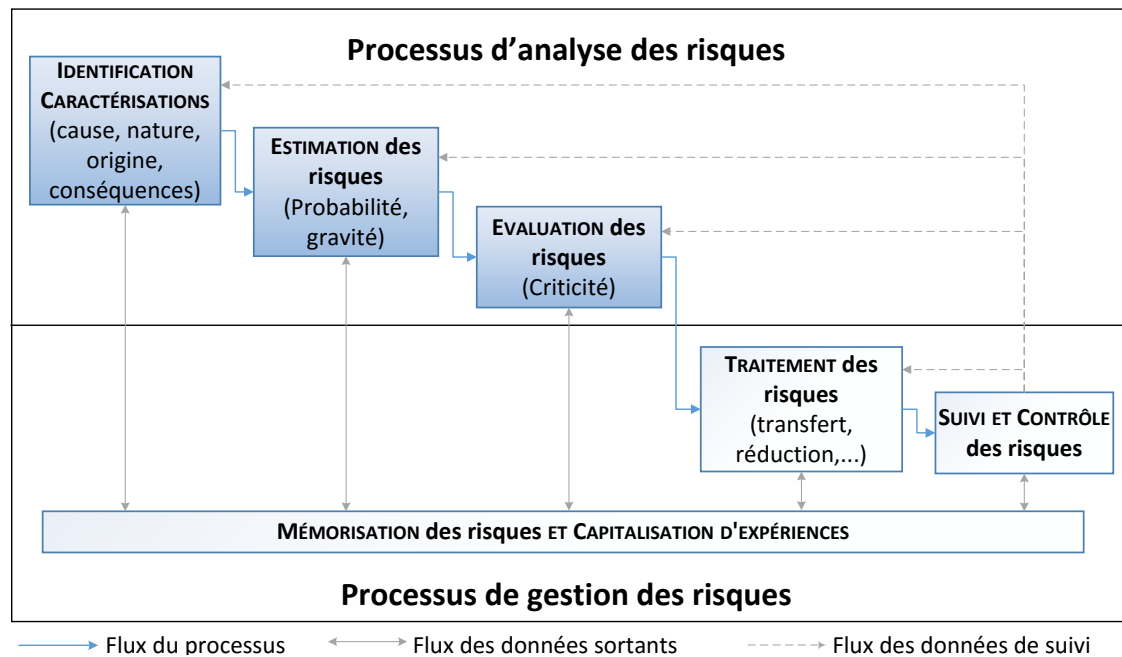 Processus d’analyse des risques
IDENTIFICATION
CARACTÉRISATIONS
(cause, nature,
origine,
conséquences)
ESTIMATION des
risques
(Probabilité,
gravité)
EVALUATION des
risques
(Criticité)
TRAITEMENT des
risques
(transfert,
réduction,...)
SUIVI ET CONTRÔLE
des risques
MÉMORISATION des risques ET CAPITALISATION D'EXPÉRIENCES
Processus de gestion des risques
Flux du processus
Flux des données sortants
Flux des données de suivi